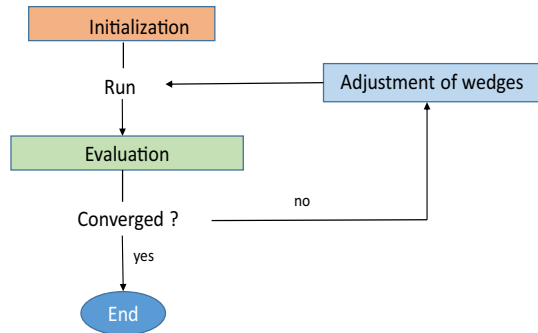 Initialization
Run
Adjustment of wedges
Evaluation
no
Converged ?
yes
End